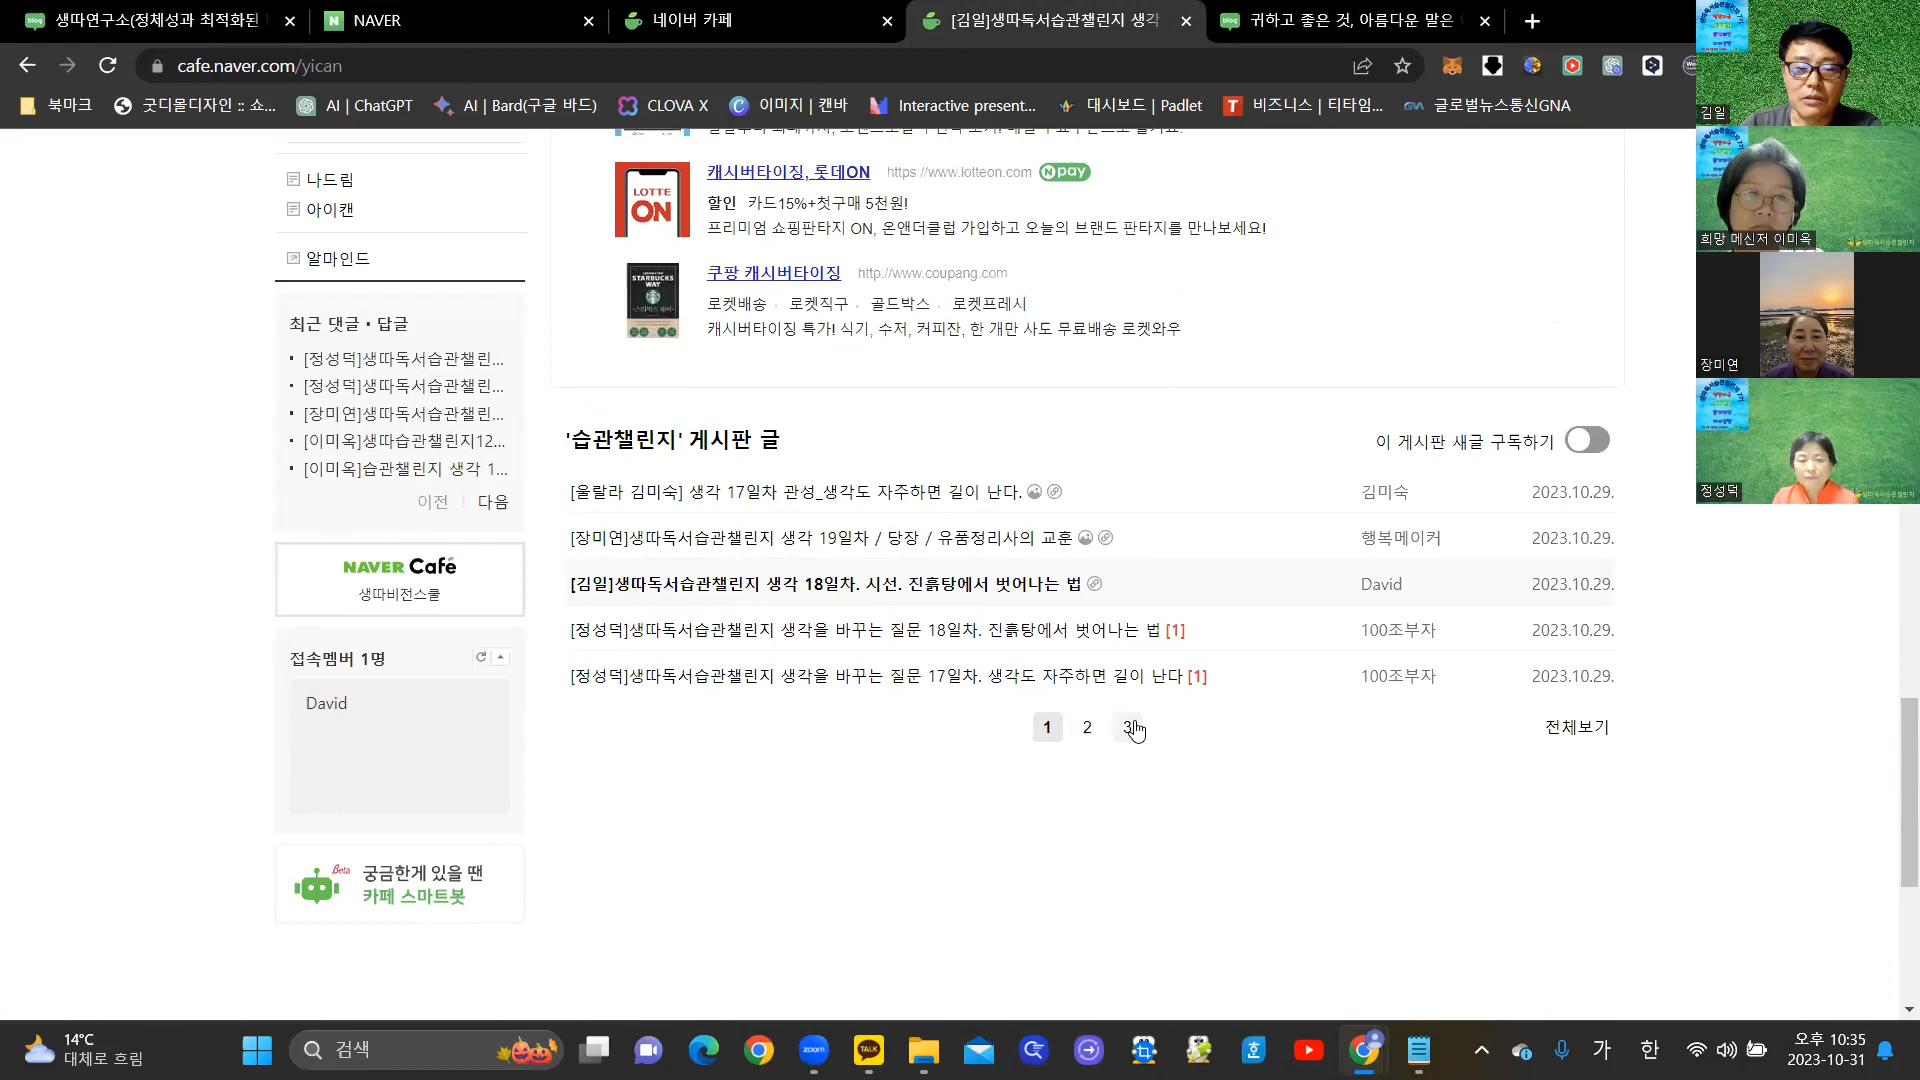 생따연구소(정체성과 최적화된
NAVER
네이버 카페
[김일]생따독서습관챌린지 생각
귀하고 좋은 것, 아름다운 말은
cafe.naver.com/yican
북마크
굿디몰디자인 :: 쇼...
AI | ChatGPT
AI | Bard(구글 바드)
CLOVA X
이미지 | 캔바
Interactive present...
대시보드 | Padlet
비즈니스 | 티타임...
글로벌뉴스통신GNA
김일
희망 메신저 이미옥
장미연
정성덕
나드림
아이캔
알마인드
최근 댓글 • 답글
[정성덕]생따독서습관챌린...
[정성덕]생따독서습관챌린...
[장미연]생따독서습관챌린...
[이미옥]생따습관챌린지12...
[이미옥]습관챌린지 생각 1...
이전 다음
NAVER Café
생따비전스쿨
접속멤버 1명
David
Beta
궁금한게 있을 땐
카페 스마트봇
LOTTE
ON
캐시버타이징, 롯데ON https://www.lotteon.com N pay
할인 카드15%+첫구매 5천원!
프리미엄 쇼핑판타지 ON, 온앤더클럽 가입하고 오늘의 브랜드 판타지를 만나보세요!
STARBUCKS
WAY
쿠팡 캐시버타이징 http://www.coupang.com
로켓배송 · 로켓직구 · 골드박스 · 로켓프레시
캐시버타이징 특가! 식기, 수저, 커피잔, 한 개만 사도 무료배송 로켓와우
'습관챌린지' 게시판 글 이 게시판 새글 구독하기
[울랄라 김미숙] 생각 17일차 관성_생각도 자주하면 길이 난다. 김미숙 2023.10.29.
[장미연]생따독서습관챌린지 생각 19일차 / 당장 / 유품정리사의 교훈 행복메이커 2023.10.29.
[김일]생따독서습관챌린지 생각 18일차. 시선. 진흙탕에서 벗어나는 법 David 2023.10.29.
[정성덕]생따독서습관챌린지 생각을 바꾸는 질문 18일차. 진흙탕에서 벗어나는 법 [1] 100조부자 2023.10.29.
[정성덕]생따독서습관챌린지 생각을 바꾸는 질문 17일차. 생각도 자주하면 길이 난다 [1] 100조부자 2023.10.29.
1 2 3 전체보기
14°C
대체로 흐림
검색
zoom
TALK
가
한
오후 10:35
2023-10-31